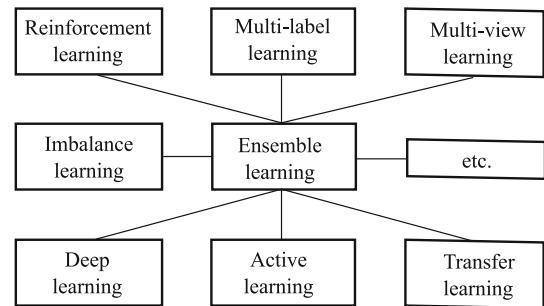 Reinforcement
learning
Multi-label
learning
Multi-view
learning
Imbalance
learning
Ensemble
learning
etc.
Deep
learning
Active
learning
Transfer
learning